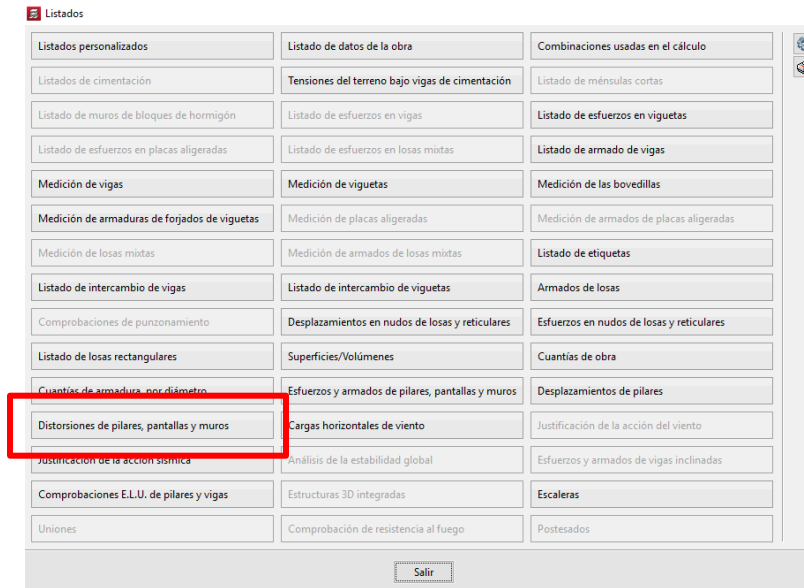 Listados
Listados personalizados
Listado de datos de la obra
Combinaciones usadas en el cálculo
Listados de cimentación
Tensiones del terreno bajo vigas de cimentación
Listado de ménsulas cortas
Listado de muros de bloques de hormigón
Listado de esfuerzos en vigas
Listado de esfuerzos en viguetas
Listado de esfuerzos en placas aligeradas
Listado de esfuerzos en losas mixtas
Listado de armado de vigas
Medición de vigas
Medición de viguetas
Medición de las bovedillas
Medición de armaduras de forjados de viguetas
Medición de placas aligeradas
Medición de armados de placas aligeradas
Medición de losas mixtas
Medición de armados de losas mixtas
Listado de etiquetas
Listado de intercambio de vigas
Listado de intercambio de viguetas
Armados de losas
Comprobaciones de punzonamiento
Desplazamientos en nudos de losas y reticulares
Esfuerzos en nudos de losas y reticulares
Listado de losas rectangulares
Superficies/Volúmenes
Cuantías de obra
Cuantías de armadura, por diámetro
Esfuerzos y armados de pilares, pantallas y muros
Desplazamientos de pilares
Distorsiones de pilares, pantallas y muros
Cargas horizontales de viento
Justificación de la acción del viento
Justificación de la acción sísmica
Análisis de la estabilidad global
Esfuerzos y armados de vigas inclinadas
Comprobaciones E.L.U. de pilares y vigas
Estructuras 3D integradas
Escaleras
Uniones
Comprobación de resistencia al fuego
Postesados
Salir